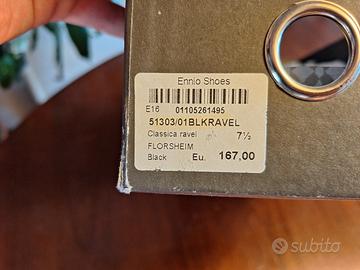 Ennio Shoes
E16 01105261495
51303/01BLKRAVEL
Classica ravel 7½
FLORSHEIM
Black Eu. 167,00
subito